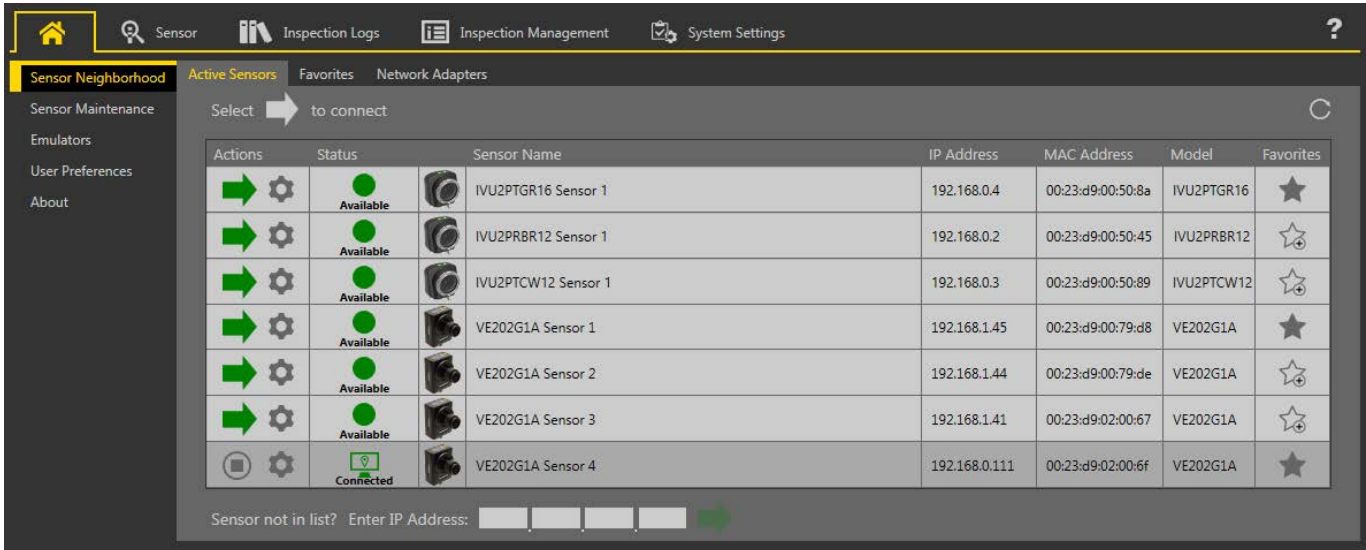 Sensor Inspection Logs Inspection Management System Settings ?
Sensor Neighborhood Active Sensors Favorites Network Adapters
Sensor Maintenance
Emulators
User Preferences
About
Select to connect
Actions Status Sensor Name IP Address MAC Address Model Favorites
Available IVU2PTGR16 Sensor 1 192.168.0.4 00:23:d9:00:50:8a IVU2PTGR16
Available IVU2PRBR12 Sensor 1 192.168.0.2 00:23:d9:00:50:45 IVU2PRBR12
Available IVU2PTCW12 Sensor 1 192.168.0.3 00:23:d9:00:50:89 IVU2PTCW12
Available VE202G1A Sensor 1 192.168.1.45 00:23:d9:00:79:d8 VE202G1A
Available VE202G1A Sensor 2 192.168.1.44 00:23:d9:00:79:de VE202G1A
Available VE202G1A Sensor 3 192.168.1.41 00:23:d9:02:00:67 VE202G1A
Connected VE202G1A Sensor 4 192.168.0.111 00:23:d9:02:00:6f VE202G1A
Sensor not in list? Enter IP Address: . . .